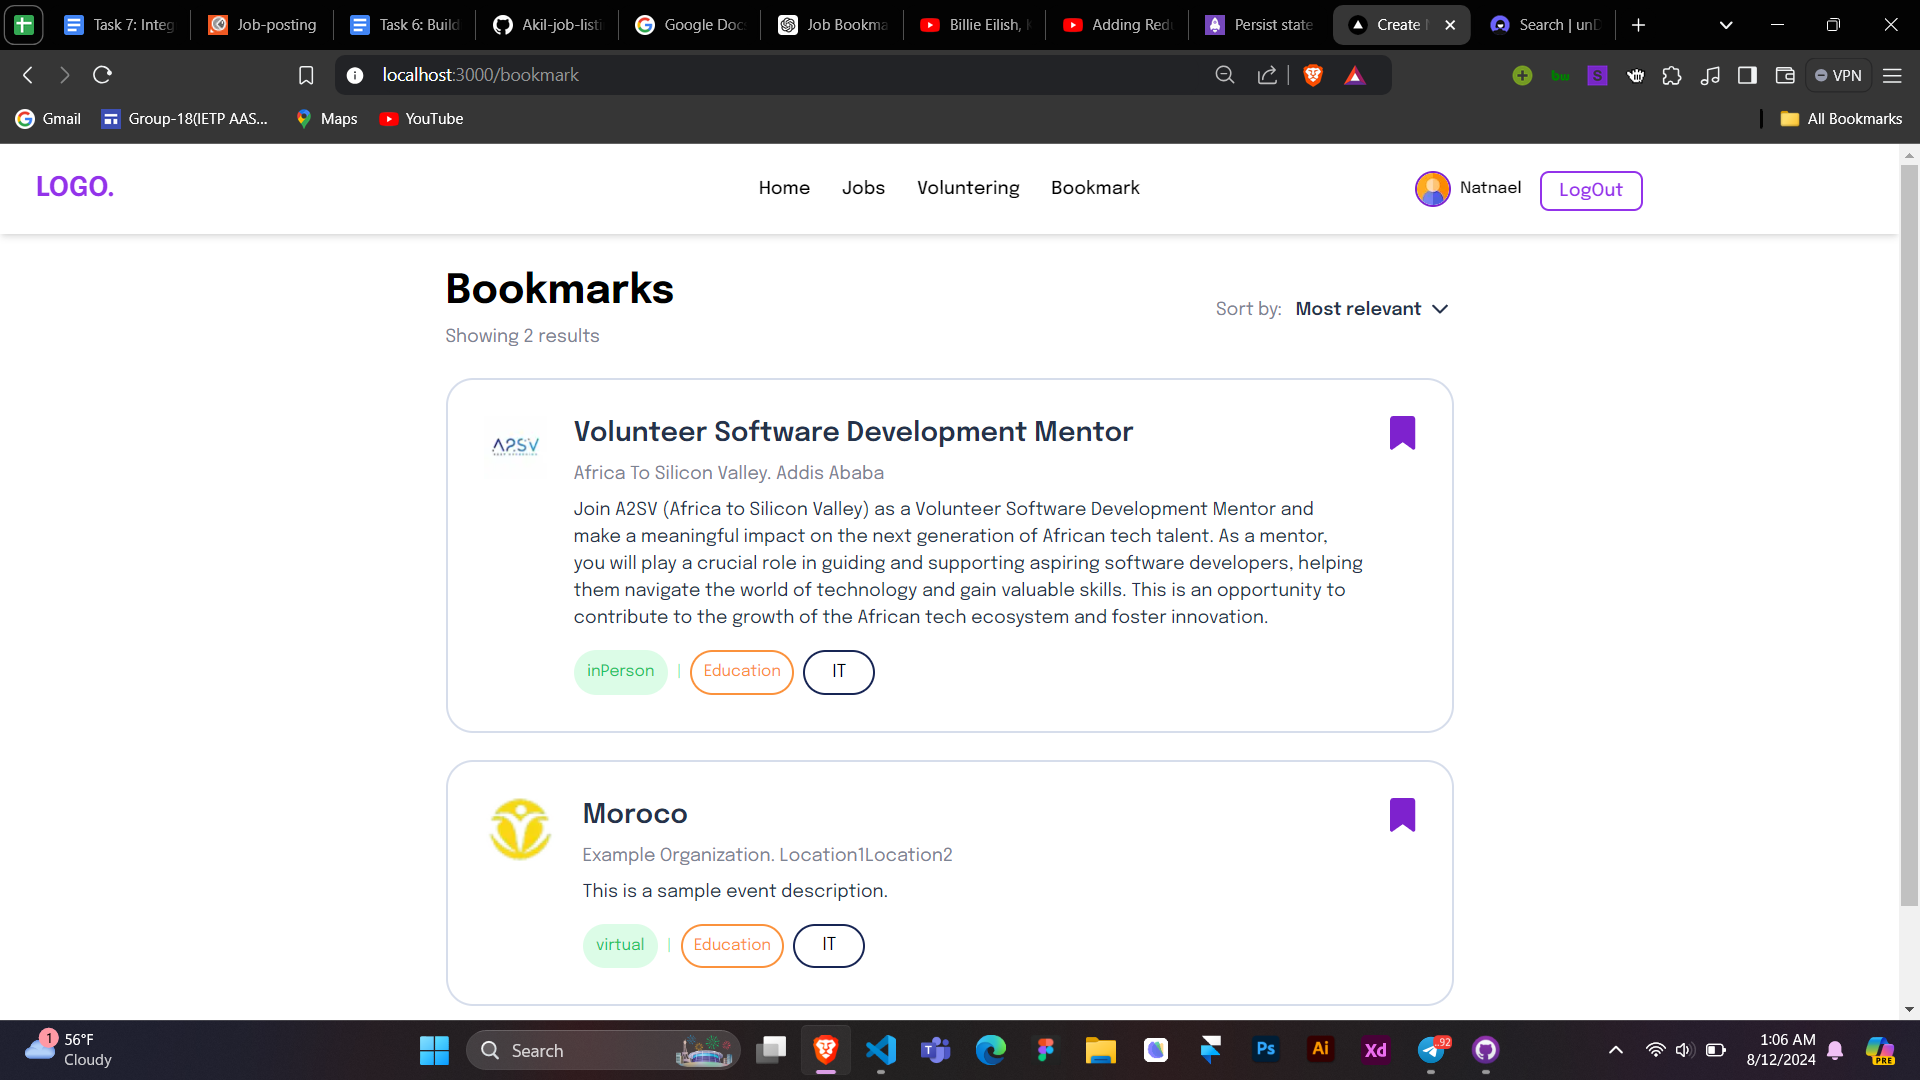 Task 7: Integ
Job-posting
Task 6: Build
Akil-job-listi
Google Doc
Job Bookma
Billie Eilish,
Adding Redu
Persist state
Create
Search | unD
localhost:3000/bookmark
S
VPN
Gmail
Group-18(IETP AAS...
Maps
YouTube
All Bookmarks
LOGO.
Home
Jobs
Voluntering
Bookmark
Natnael
LogOut
Bookmarks
Sort by: Most relevant
Showing 2 results
A2SV
Volunteer Software Development Mentor
Africa To Silicon Valley. Addis Ababa
Join A2SV (Africa to Silicon Valley) as a Volunteer Software Development Mentor and
make a meaningful impact on the next generation of African tech talent. As a mentor,
you will play a crucial role in guiding and supporting aspiring software developers, helping
them navigate the world of technology and gain valuable skills. This is an opportunity to
contribute to the growth of the African tech ecosystem and foster innovation.
inPerson | Education IT
Moroco
Example Organization. Location1Location2
This is a sample event description.
virtual | Education IT
1
56°F
Cloudy
Search
Ps
Ai
Xd
92
PRE
1:06 AM
8/12/2024